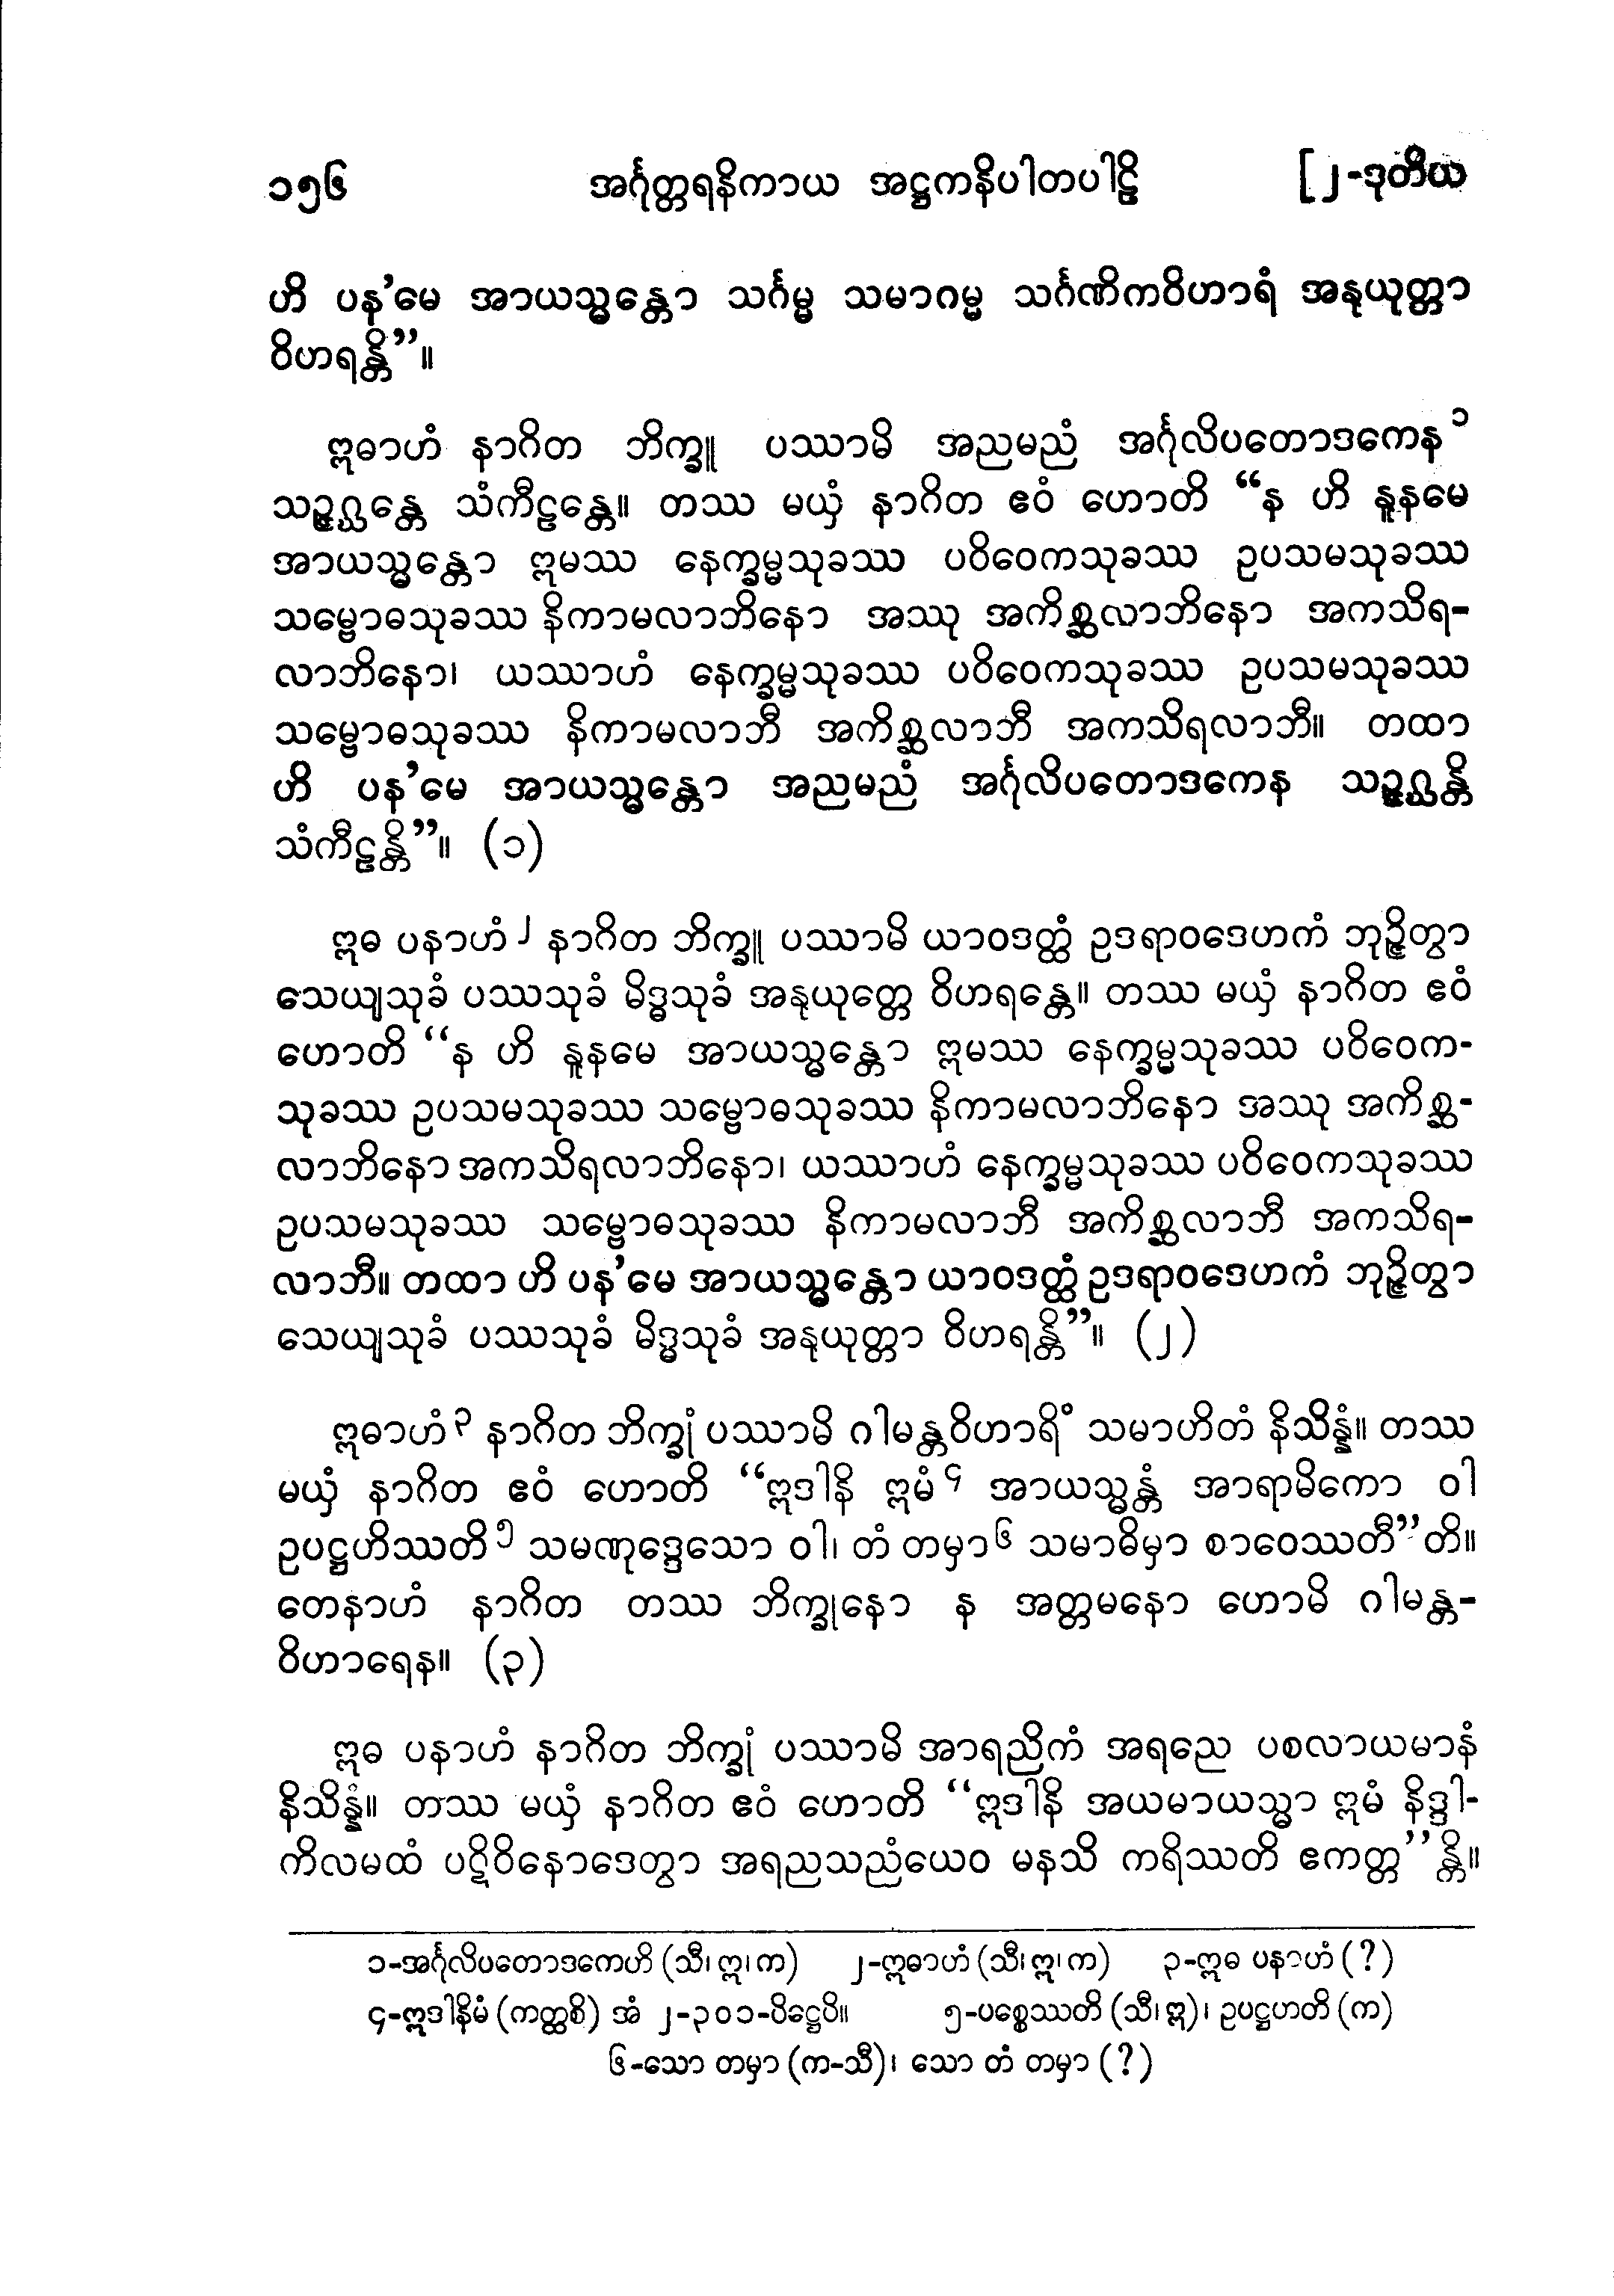 ၁၅၆ အင်္ဂုတ္တရနိကာယ အဋ္ဌကနိပါတပါဠိ [၂-ဒုတိယ
ဟိ ပန’မေ အာယသ္မန္တော သင်္ဂမ္မ သမာဂမ္မ သင်္ဂဏိကဝိဟာရံ အနုယုတ္တာ
ဝိဟရန္တိ”။
ဣဓာဟံ နာဂိတ ဘိက္ခူ ပဿာမိ အညမညံ အင်္ဂုလိပတောဒကေန၁
သဉ္ဇဂ္ဃန္တေ သံကီဠန္တေ။ တဿ မယှံ နာဂိတ ဧဝံ ဟောတိ “န ဟိ နူနမေ
အာယသ္မန္တော ဣမဿ နေက္ခမ္မသုခဿ ပဝိဝေကသုခဿ ဥပသမသုခဿ
သမ္ဗောဓသုခဿ နိကာမလာဘိနော အဿု အကိစ္ဆလာဘိနော အကသိရ-
လာဘိနော၊ ယဿာဟံ နေက္ခမ္မသုခဿ ပဝိဝေကသုခဿ ဥပသမသုခဿ
သမ္ဗောဓသုခဿ နိကာမလာဘီ အကိစ္ဆလာဘီ အကသိရလာဘီ။ တထာ
ဟိ ပန’မေ အာယသ္မန္တော အညမညံ အင်္ဂုလိပတောဒကေန သဉ္ဇဂ္ဃန္တိ
သံကီဠန္တိ”။ (၁)
ဣဓ ပနာဟံ၂ နာဂိတ ဘိက္ခူ ပဿာမိ ယာဝဒတ္ထံ ဥဒရာဝဒေဟကံ ဘုဉ္ဇိတွာ
သေယျသုခံ ပဿသုခံ မိဒ္ဓသုခံ အနုယုတ္တေ ဝိဟရန္တေ။ တဿ မယှံ နာဂိတ ဧဝံ
ဟောတိ “န ဟိ နူနမေ အာယသ္မန္တော ဣမဿ နေက္ခမ္မသုခဿ ပဝိဝေက-
သုခဿ ဥပသမသုခဿ သမ္ဗောဓသုခဿ နိကာမလာဘိနော အဿု အကိစ္ဆ-
လာဘိနော အကသိရလာဘိနော၊ ယဿာဟံ နေက္ခမ္မသုခဿ ပဝိဝေကသုခဿ
ဥပသမသုခဿ သမ္ဗောဓသုခဿ နိကာမလာဘီ အကိစ္ဆလာဘီ အကသိရ-
လာဘီ။ တထာ ဟိ ပန’မေ အာယသ္မန္တော ယာဝဒတ္ထံ ဥဒရာဝဒေဟကံ ဘုဉ္ဇိတွာ
သေယျသုခံ ပဿသုခံ မိဒ္ဓသုခံ အနုယုတ္တာ ဝိဟရန္တိ”။ (၂)
ဣဓာဟံ၃ နာဂိတ ဘိက္ခုံ ပဿာမိ ဂါမန္တဝိဟာရိံ သမာဟိတံ နိသိန္နံ။ တဿ
မယှံ နာဂိတ ဧဝံ ဟောတိ “ဣဒါနိ ဣမံ၄ အာယသ္မန္တံ အာရာမိကော ဝါ
ဥပဋ္ဌဟိဿတိ၅ သမဏုဒ္ဒေသော ဝါ၊ တံ တမှာ၆ သမာဓိမှာ စာဝေဿတီ”တိ။
တေနာဟံ နာဂိတ တဿ ဘိက္ခုနော န အတ္တမနော ဟောမိ ဂါမန္တ-
ဝိဟာရေန။ (၃)
ဣဓ ပနာဟံ နာဂိတ ဘိက္ခုံ ပဿာမိ အာရညိကံ အရညေ ပစလာယမာနံ
နိသိန္နံ။ တဿ မယှံ နာဂိတ ဧဝံ ဟောတိ “ဣဒါနိ အယမာယသ္မာ ဣမံ နိဒ္ဒါ-
ကိလမထံ ပဋိဝိနောဒေတွာ အရညသညံယေဝ မနသိ ကရိဿတိ ဧကတ္တ”န္တိ။
၁-အင်္ဂုလိပတောဒကေဟိ (သီ၊ ဣ၊ က) ၂-ဣဓာဟံ (သီ၊ ဣ၊ က) ၃-ဣဓ ပနာဟံ (?)
၄-ဣဒါနိမံ (ကတ္ထစိ) အံ ၂-၃၀၁-ပိဋ္ဌေပိ။ ၅-ပစ္စေဿတိ (သီ၊ ဣ)၊ ဥပဋ္ဌဟတိ (က)
၆-သော တမှာ (က-သီ)၊ သော တံ တမှာ (?)